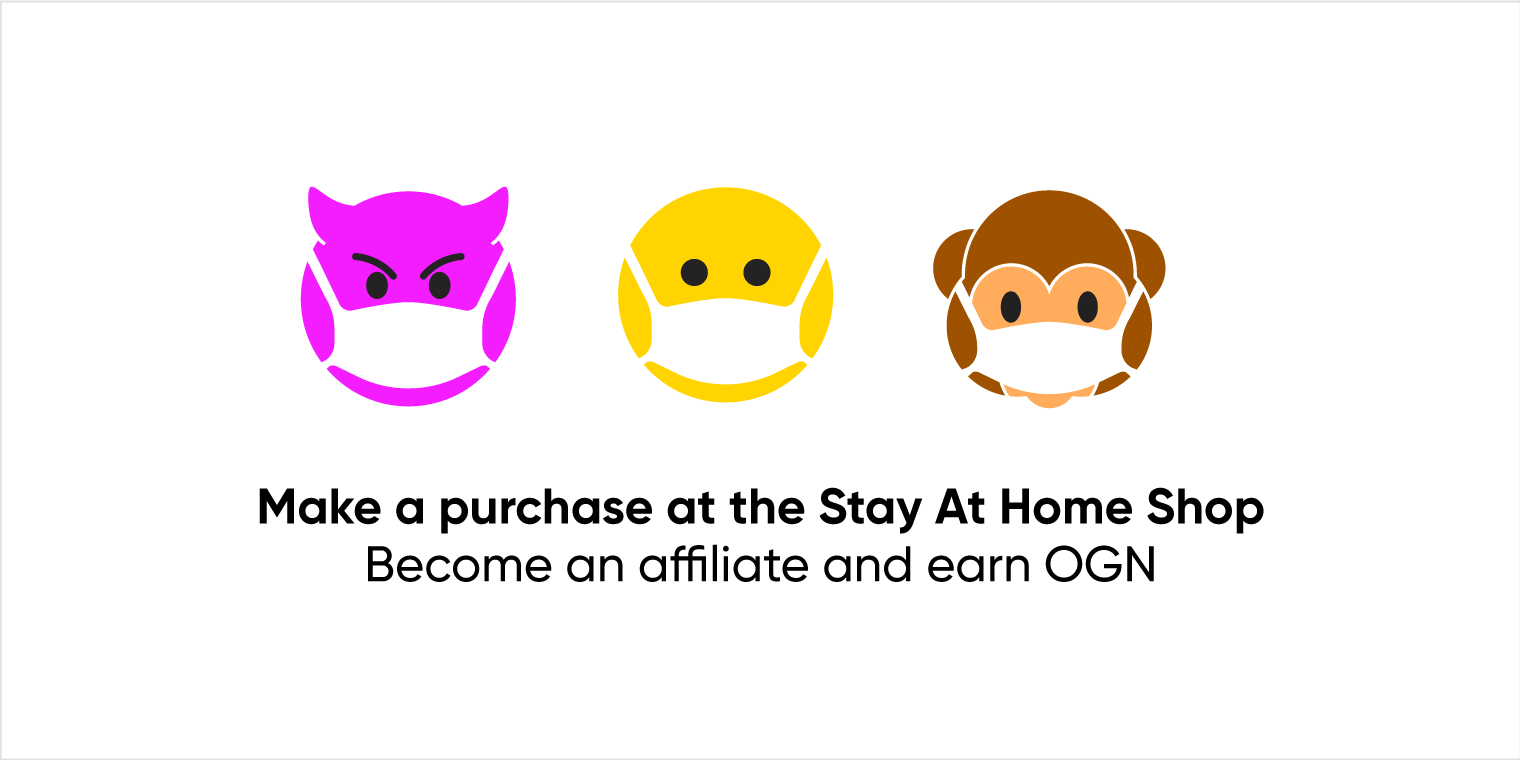 Make a purchase at the Stay At Home Shop
Become an affiliate and earn OGN